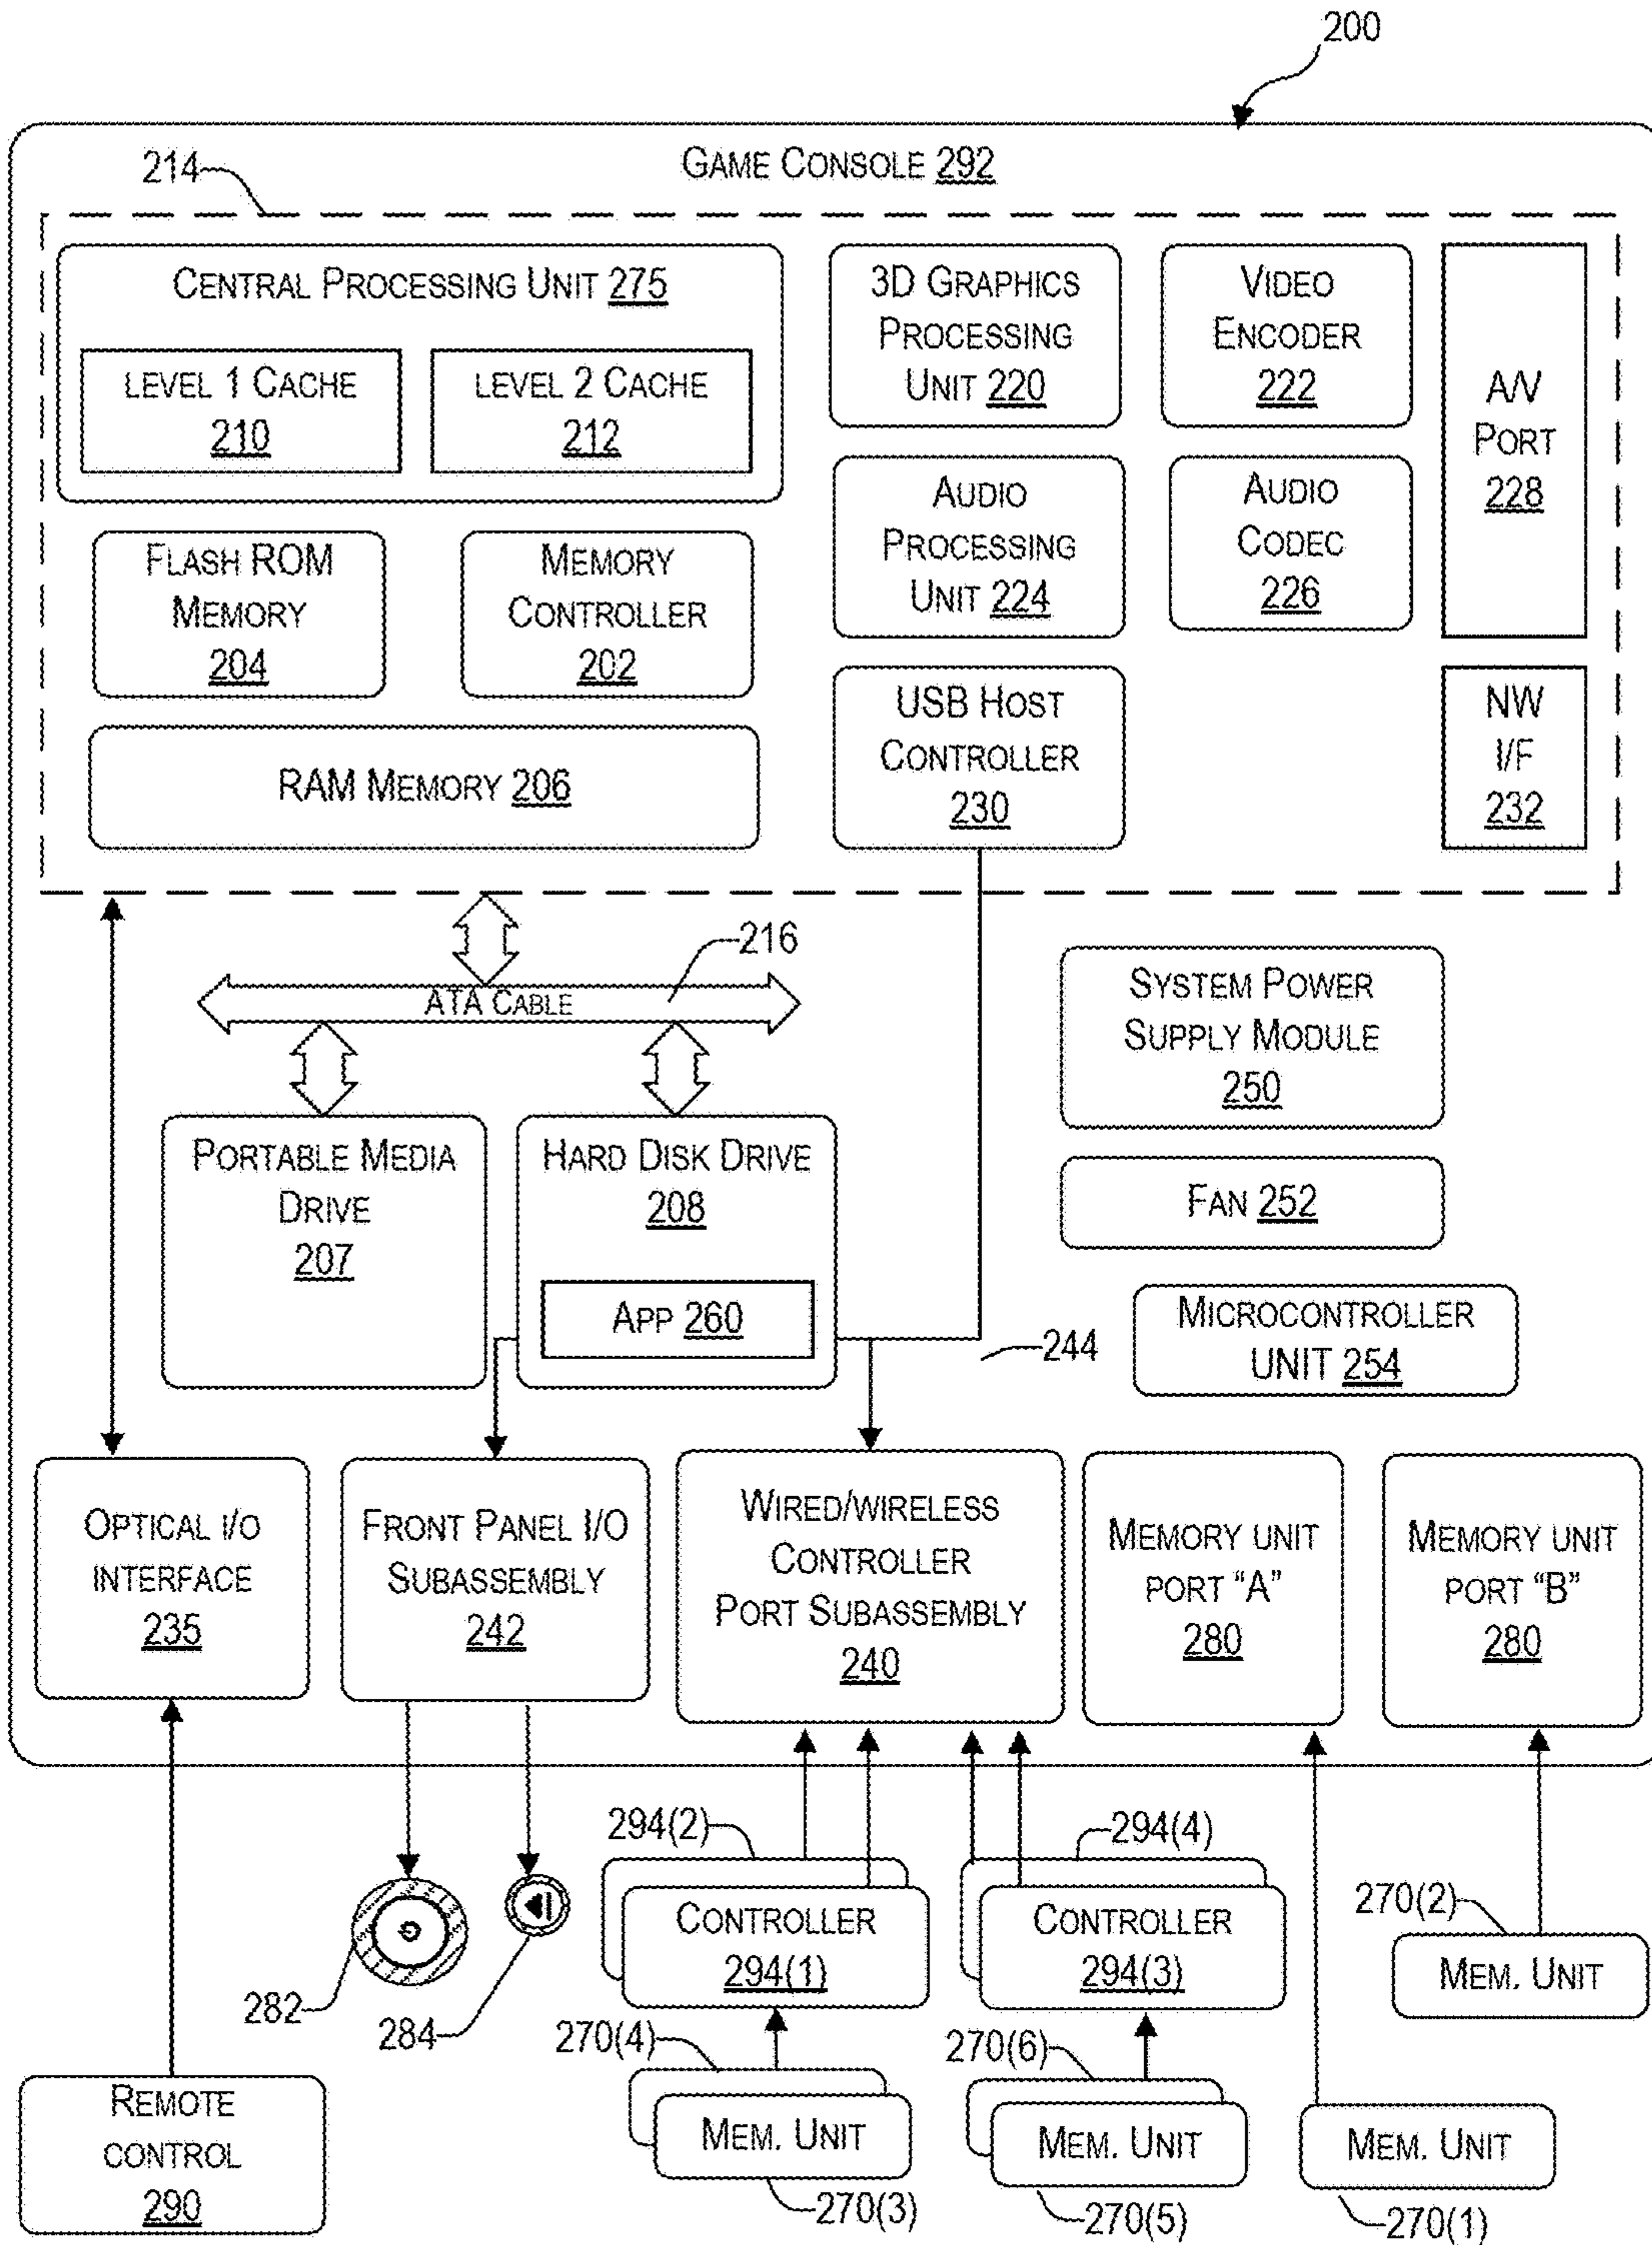 200
GAME CONSOLE 292
214
CENTRAL PROCESSING UNIT 275
LEVEL 1 CACHE
210
LEVEL 2 CACHE
212
3D GRAPHICS
PROCESSING
UNIT 220
VIDEO
ENCODER
222
A/V
PORT
228
FLASH ROM
MEMORY
204
MEMORY
CONTROLLER
202
AUDIO
PROCESSING
UNIT 224
AUDIO
CODEC
226
RAM MEMORY 206
USB HOST
CONTROLLER
230
NW
I/F
232
216
ATA CABLE
SYSTEM POWER
SUPPLY MODULE
250
PORTABLE MEDIA
DRIVE
207
HARD DISK DRIVE
208
APP 260
FAN 252
244
MICROCONTROLLER
UNIT 254
OPTICAL I/O
INTERFACE
235
FRONT PANEL I/O
SUBASSEMBLY
242
WIRED/WIRELESS
CONTROLLER
PORT SUBASSEMBLY
240
MEMORY UNIT
PORT "A"
280
MEMORY UNIT
PORT "B"
280
294(2)
294(4)
CONTROLLER
294(1)
CONTROLLER
294(3)
270(2)
MEM. UNIT
282
284
270(4)
270(6)
REMOTE
CONTROL
290
MEM. UNIT
MEM. UNIT
MEM. UNIT
270(3)
270(5)
270(1)